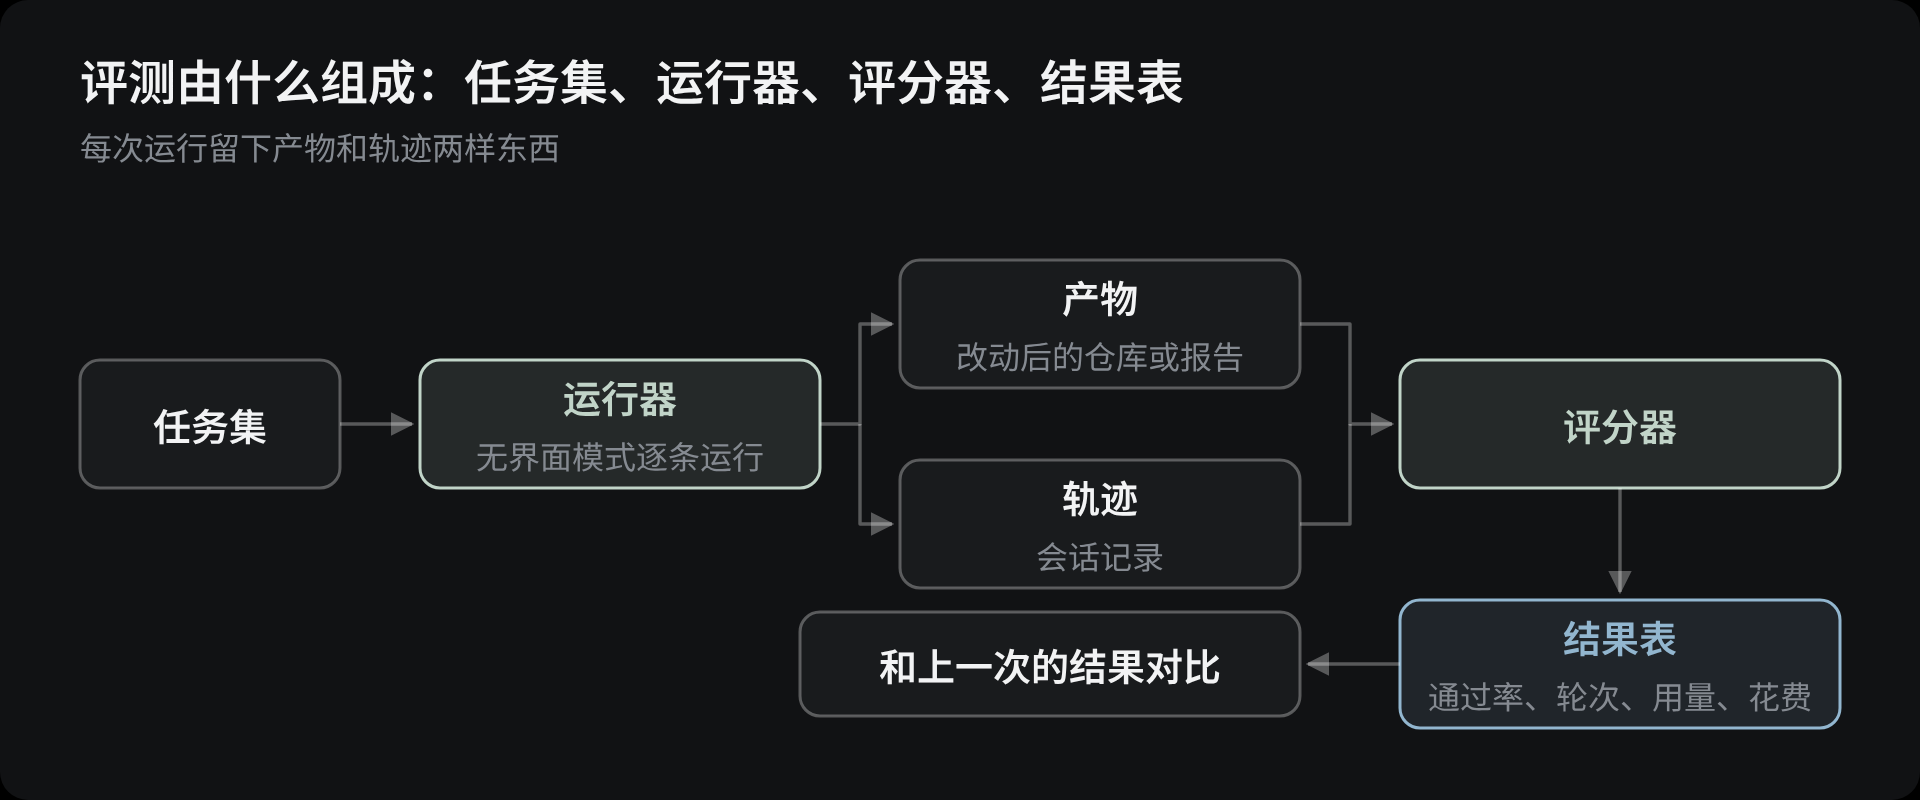 评测由什么组成：任务集、运行器、评分器、结果表
每次运行留下产物和轨迹两样东西
任务集
运行器
无界面模式逐条运行
产物
改动后的仓库或报告
轨迹
会话记录
评分器
结果表
通过率、轮次、用量、花费
和上一次的结果对比